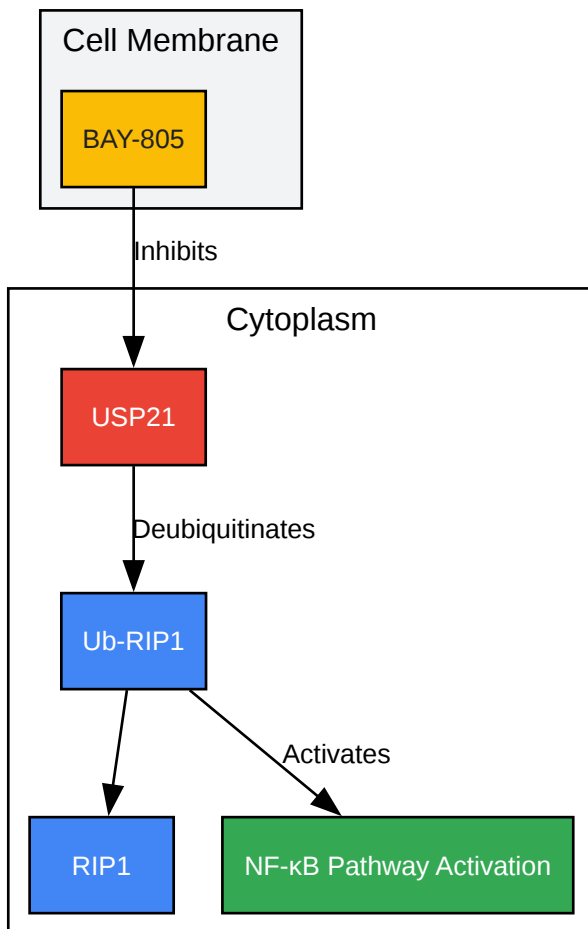 Cell Membrane
BAY-805
Inhibits
Cytoplasm
USP21
Deubiquitinates
Ub-RIP1
Activates
RIP1
NF-κB Pathway Activation